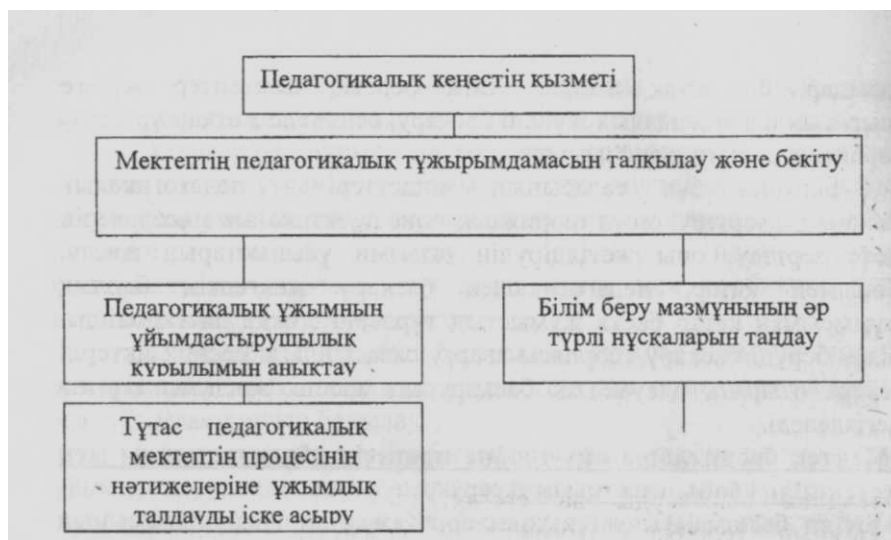 Педагогикалық кеңестің қызметі
Мектептің педагогикалық тұжырымдамасын талқылау және бекіту
Педагогикалық ұжымның
ұйымдастырушылық
құрылымын анықтау
Білім беру мазмұнының әр
түрлі нұсқаларын таңдау
Тұтас педагогикалық
мектептің процесінің
нәтижелеріне ұжымдық
талдауды іске асыру